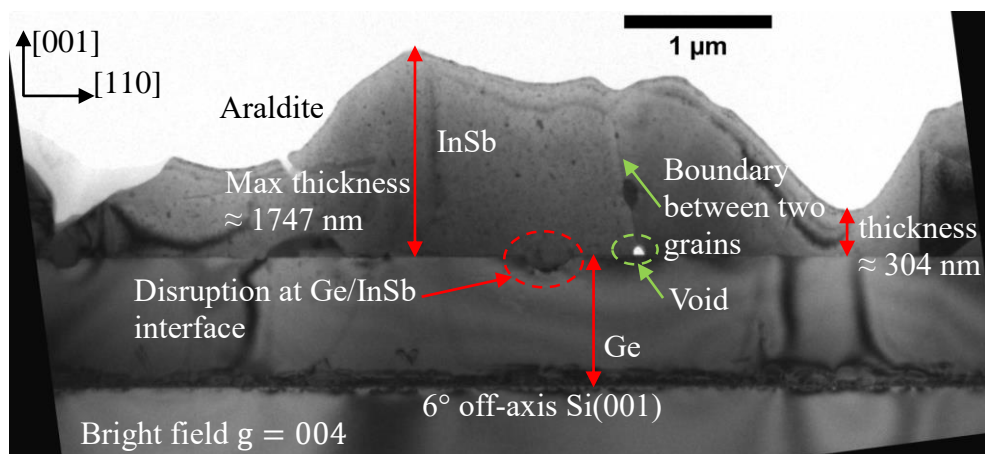 [001]
[110]
1 μm
Araldite
InSb
Max thickness
≈ 1747 nm
Boundary
between two
grains
thickness
≈ 304 nm
Disruption at Ge/InSb
interface
Void
Ge
6° off-axis Si(001)
Bright field g = 004